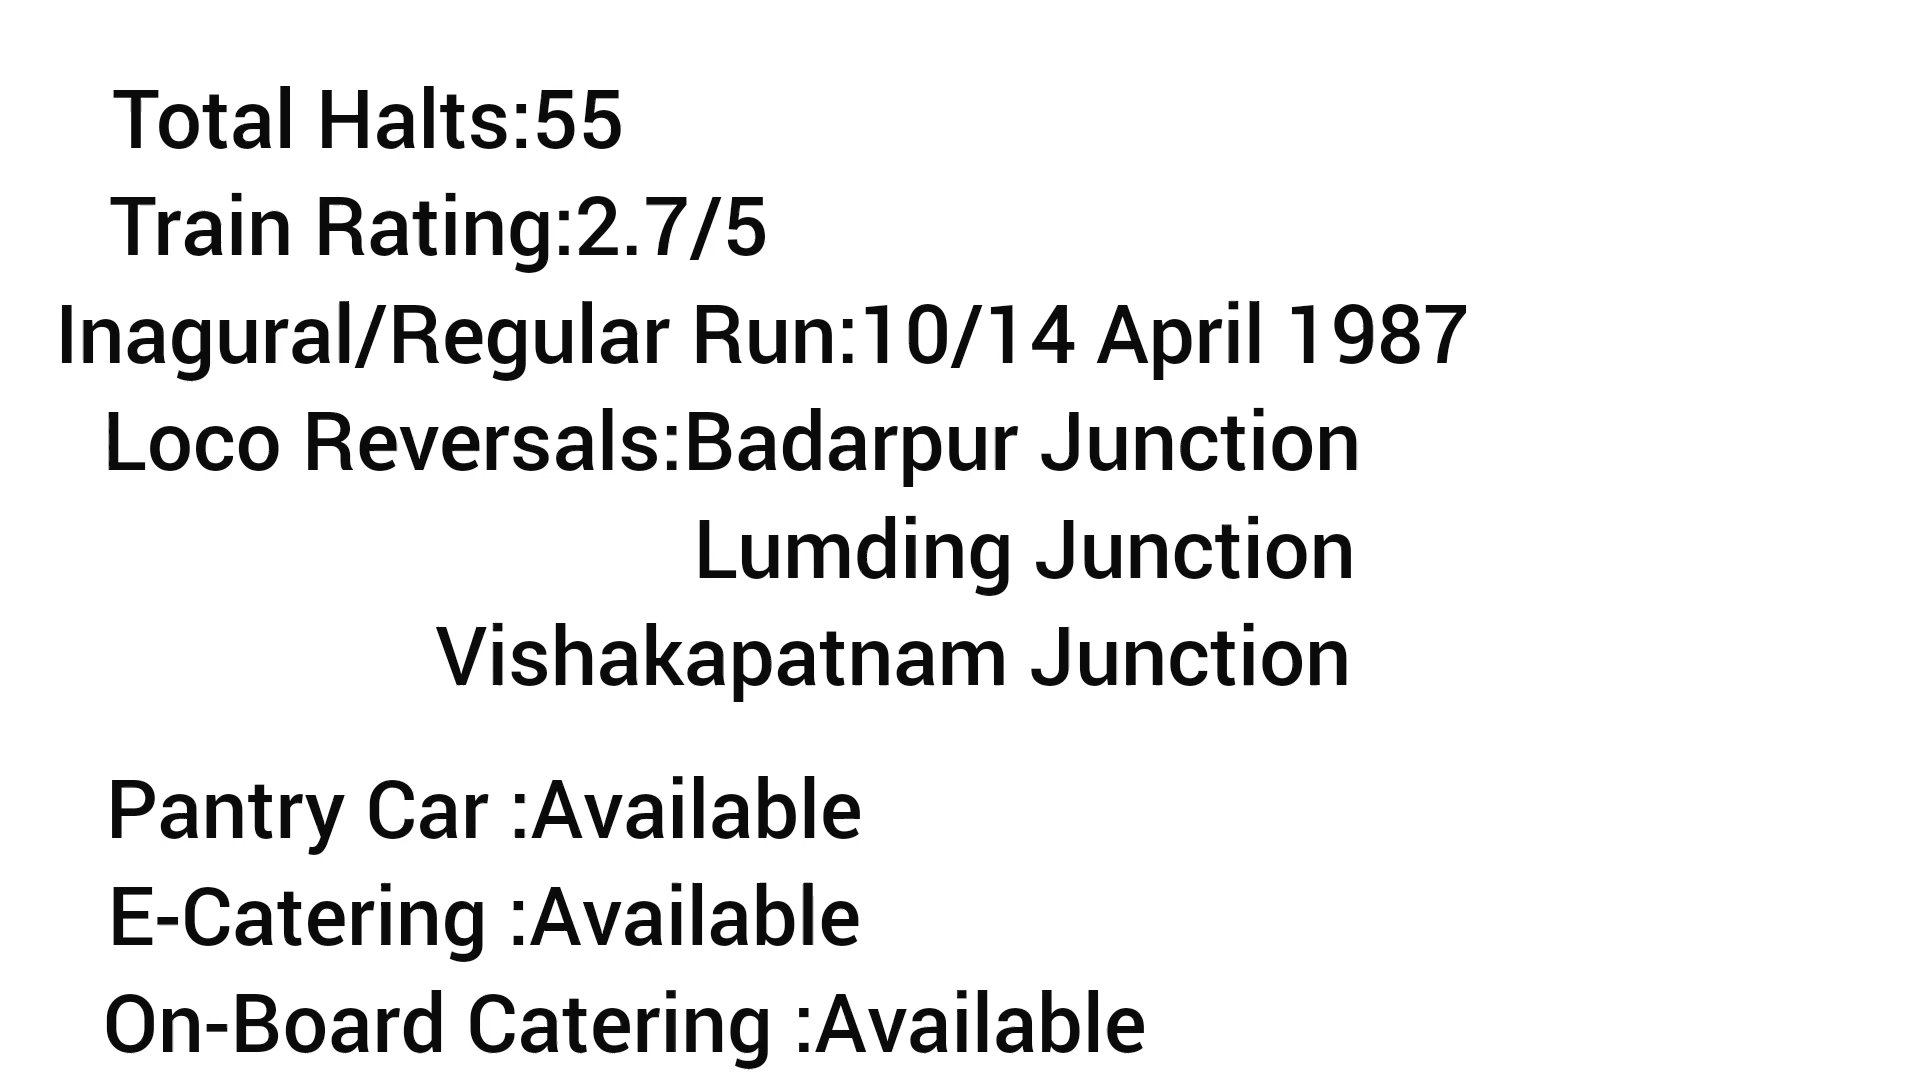 Total Halts:55
Train Rating:2.7/5
Inagural/Regular Run:10/14 April 1987
Loco Reversals:Badarpur Junction
Lumding Junction
Vishakapatnam Junction
Pantry Car :Available
E-Catering :Available
On-Board Catering :Available